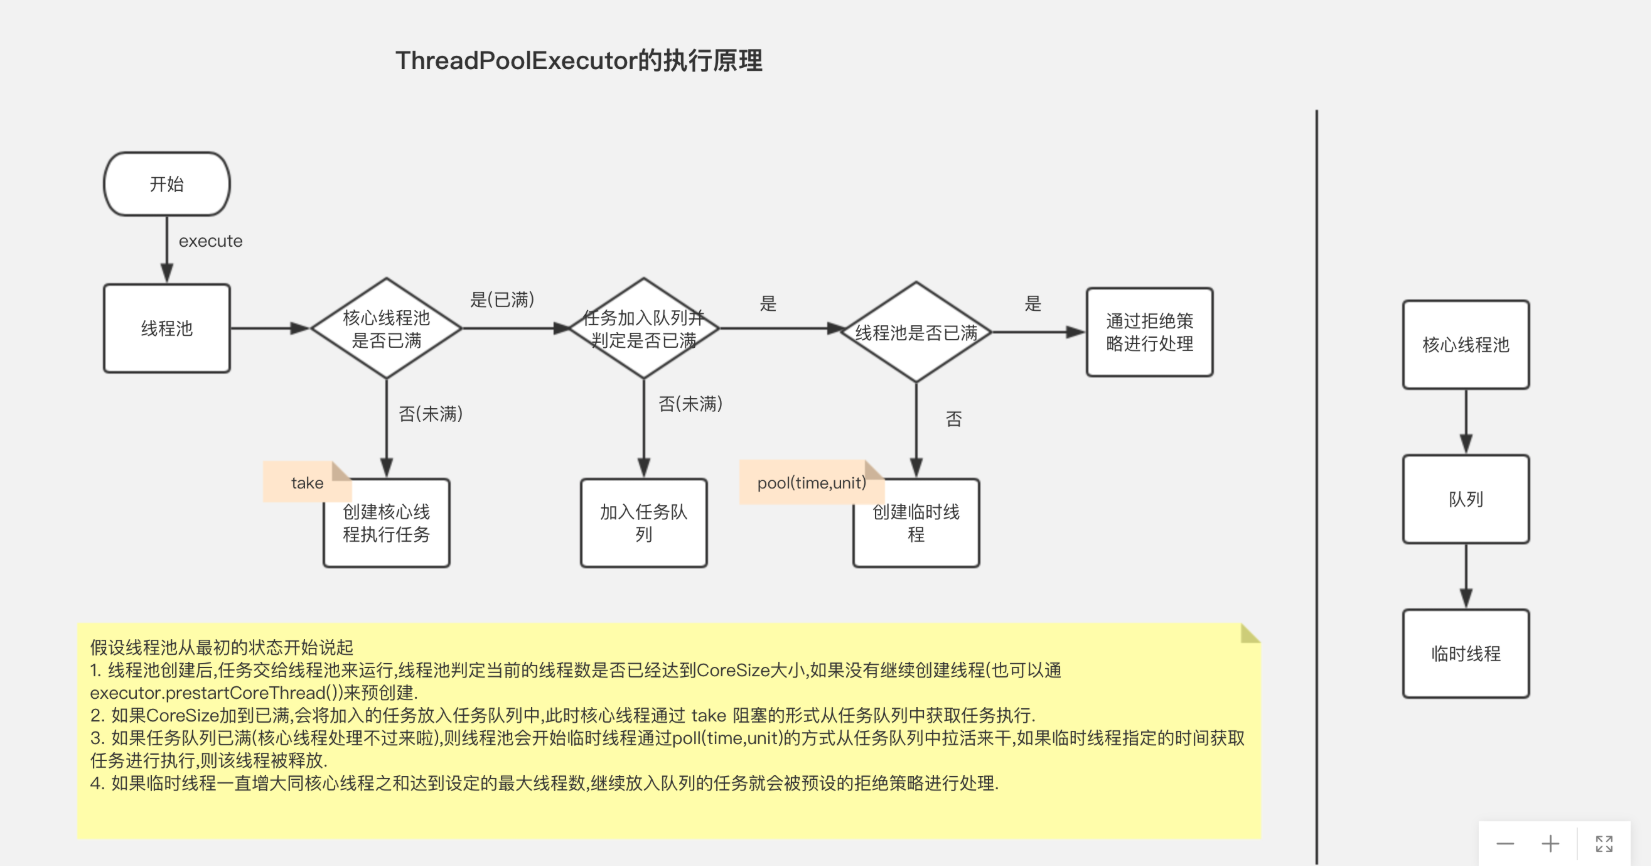 ThreadPoolExecutor的执行原理
开始
execute
线程池
核心线程池
是否已满
是(已满)
任务加入队列并
判定是否已满
是
线程池是否已满
是
通过拒绝策
略进行处理
否(未满)
否(未满)
否
take
创建核心线
程执行任务
加入任务队
列
pool(time,unit)
创建临时线
程
核心线程池
队列
临时线程
假设线程池从最初的状态开始说起
1. 线程池创建后,任务交给线程池来运行,线程池判定当前的线程数是否已经达到CoreSize大小,如果没有继续创建线程(也可以通
executor.prestartCoreThread())来预创建.
2. 如果CoreSize加到已满,会将加入的任务放入任务队列中,此时核心线程通过 take 阻塞的形式从任务队列中获取任务执行.
3. 如果任务队列已满(核心线程处理不过来啦),则线程池会开始临时线程通过poll(time,unit)的方式从任务队列中拉活来干,如果临时线程指定的时间获取
任务进行执行,则该线程被释放.
4. 如果临时线程一直增大同核心线程之和达到设定的最大线程数,继续放入队列的任务就会被预设的拒绝策略进行处理.